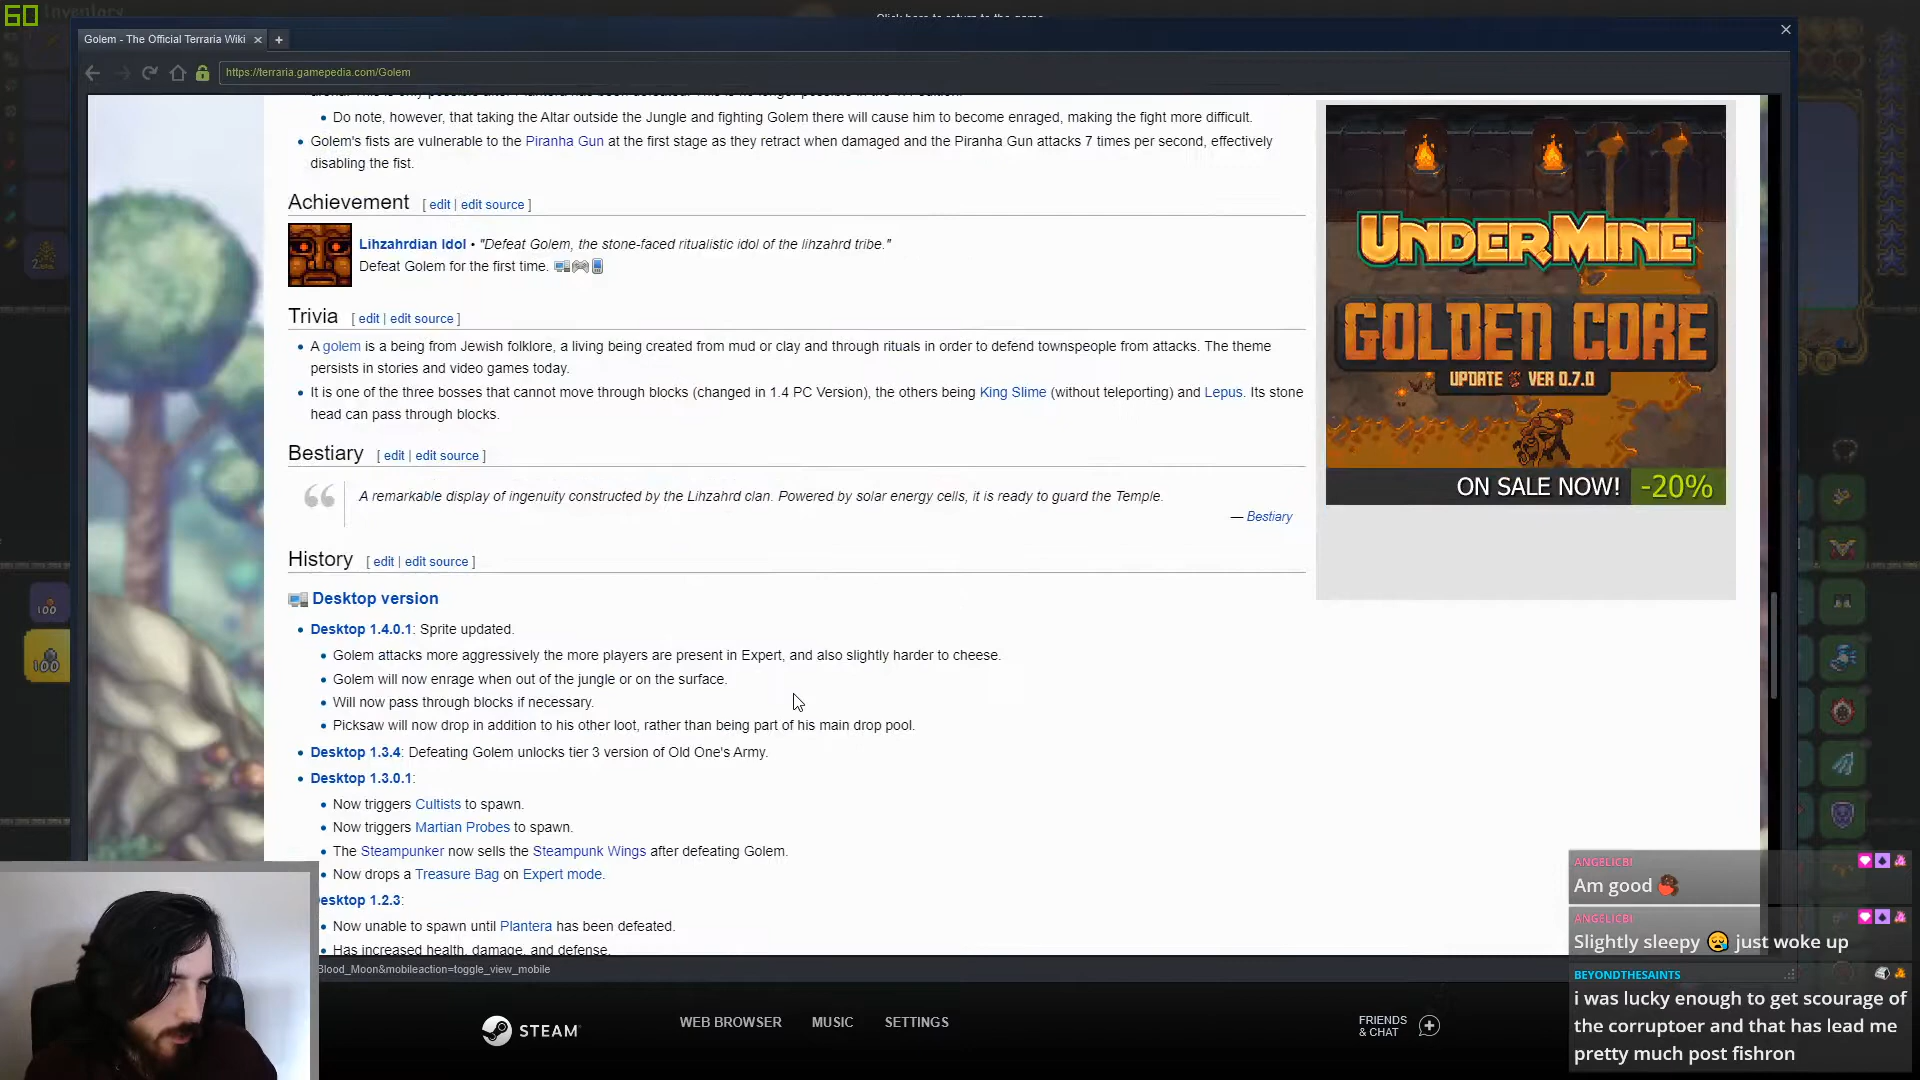 60
Inventory
Click here to return to the game
Golem - The Official Terraria Wiki
https://terraria.gamepedia.com/Golem
Do note, however, that taking the Altar outside the Jungle and fighting Golem there will cause him to become enraged, making the fight more difficult.
Golem's fists are vulnerable to the Piranha Gun at the first stage as they retract when damaged and the Piranha Gun attacks 7 times per second, effectively
disabling the fist.
Achievement [ edit | edit source ]
Lihzahrdian Idol • "Defeat Golem, the stone-faced ritualistic idol of the lihzahrd tribe."
Defeat Golem for the first time.
Trivia [ edit | edit source ]
A golem is a being from Jewish folklore, a living being created from mud or clay and through rituals in order to defend townspeople from attacks. The theme
persists in stories and video games today.
It is one of the three bosses that cannot move through blocks (changed in 1.4 PC Version), the others being King Slime (without teleporting) and Lepus. Its stone
head can pass through blocks.
Bestiary [ edit | edit source ]
A remarkable display of ingenuity constructed by the Lihzahrd clan. Powered by solar energy cells, it is ready to guard the Temple.
— Bestiary
History [ edit | edit source ]
Desktop version
Desktop 1.4.0.1: Sprite updated.
Golem attacks more aggressively the more players are present in Expert, and also slightly harder to cheese.
Golem will now enrage when out of the jungle or on the surface.
Will now pass through blocks if necessary.
Picksaw will now drop in addition to his other loot, rather than being part of his main drop pool.
Desktop 1.3.4: Defeating Golem unlocks tier 3 version of Old One's Army.
Desktop 1.3.0.1:
Now triggers Cultists to spawn.
Now triggers Martian Probes to spawn.
The Steampunker now sells the Steampunk Wings after defeating Golem.
Now drops a Treasure Bag on Expert mode.
esktop 1.2.3:
Now unable to spawn until Plantera has been defeated.
Has increased health, damage, and defense.
Blood_Moon&mobileaction=toggle_view_mobile
UNDERMINE
GOLDEN CORE
UPDATE VER 0.7.0
ON SALE NOW! -20%
2
100
100
STEAM
WEB BROWSER
MUSIC
SETTINGS
FRIENDS
& CHAT
ANGELICBI
Am good
ANGELICBI
Slightly sleepy just woke up
BEYONDTHESAINTS
i was lucky enough to get scourage of
the corruptoer and that has lead me
pretty much post fishron